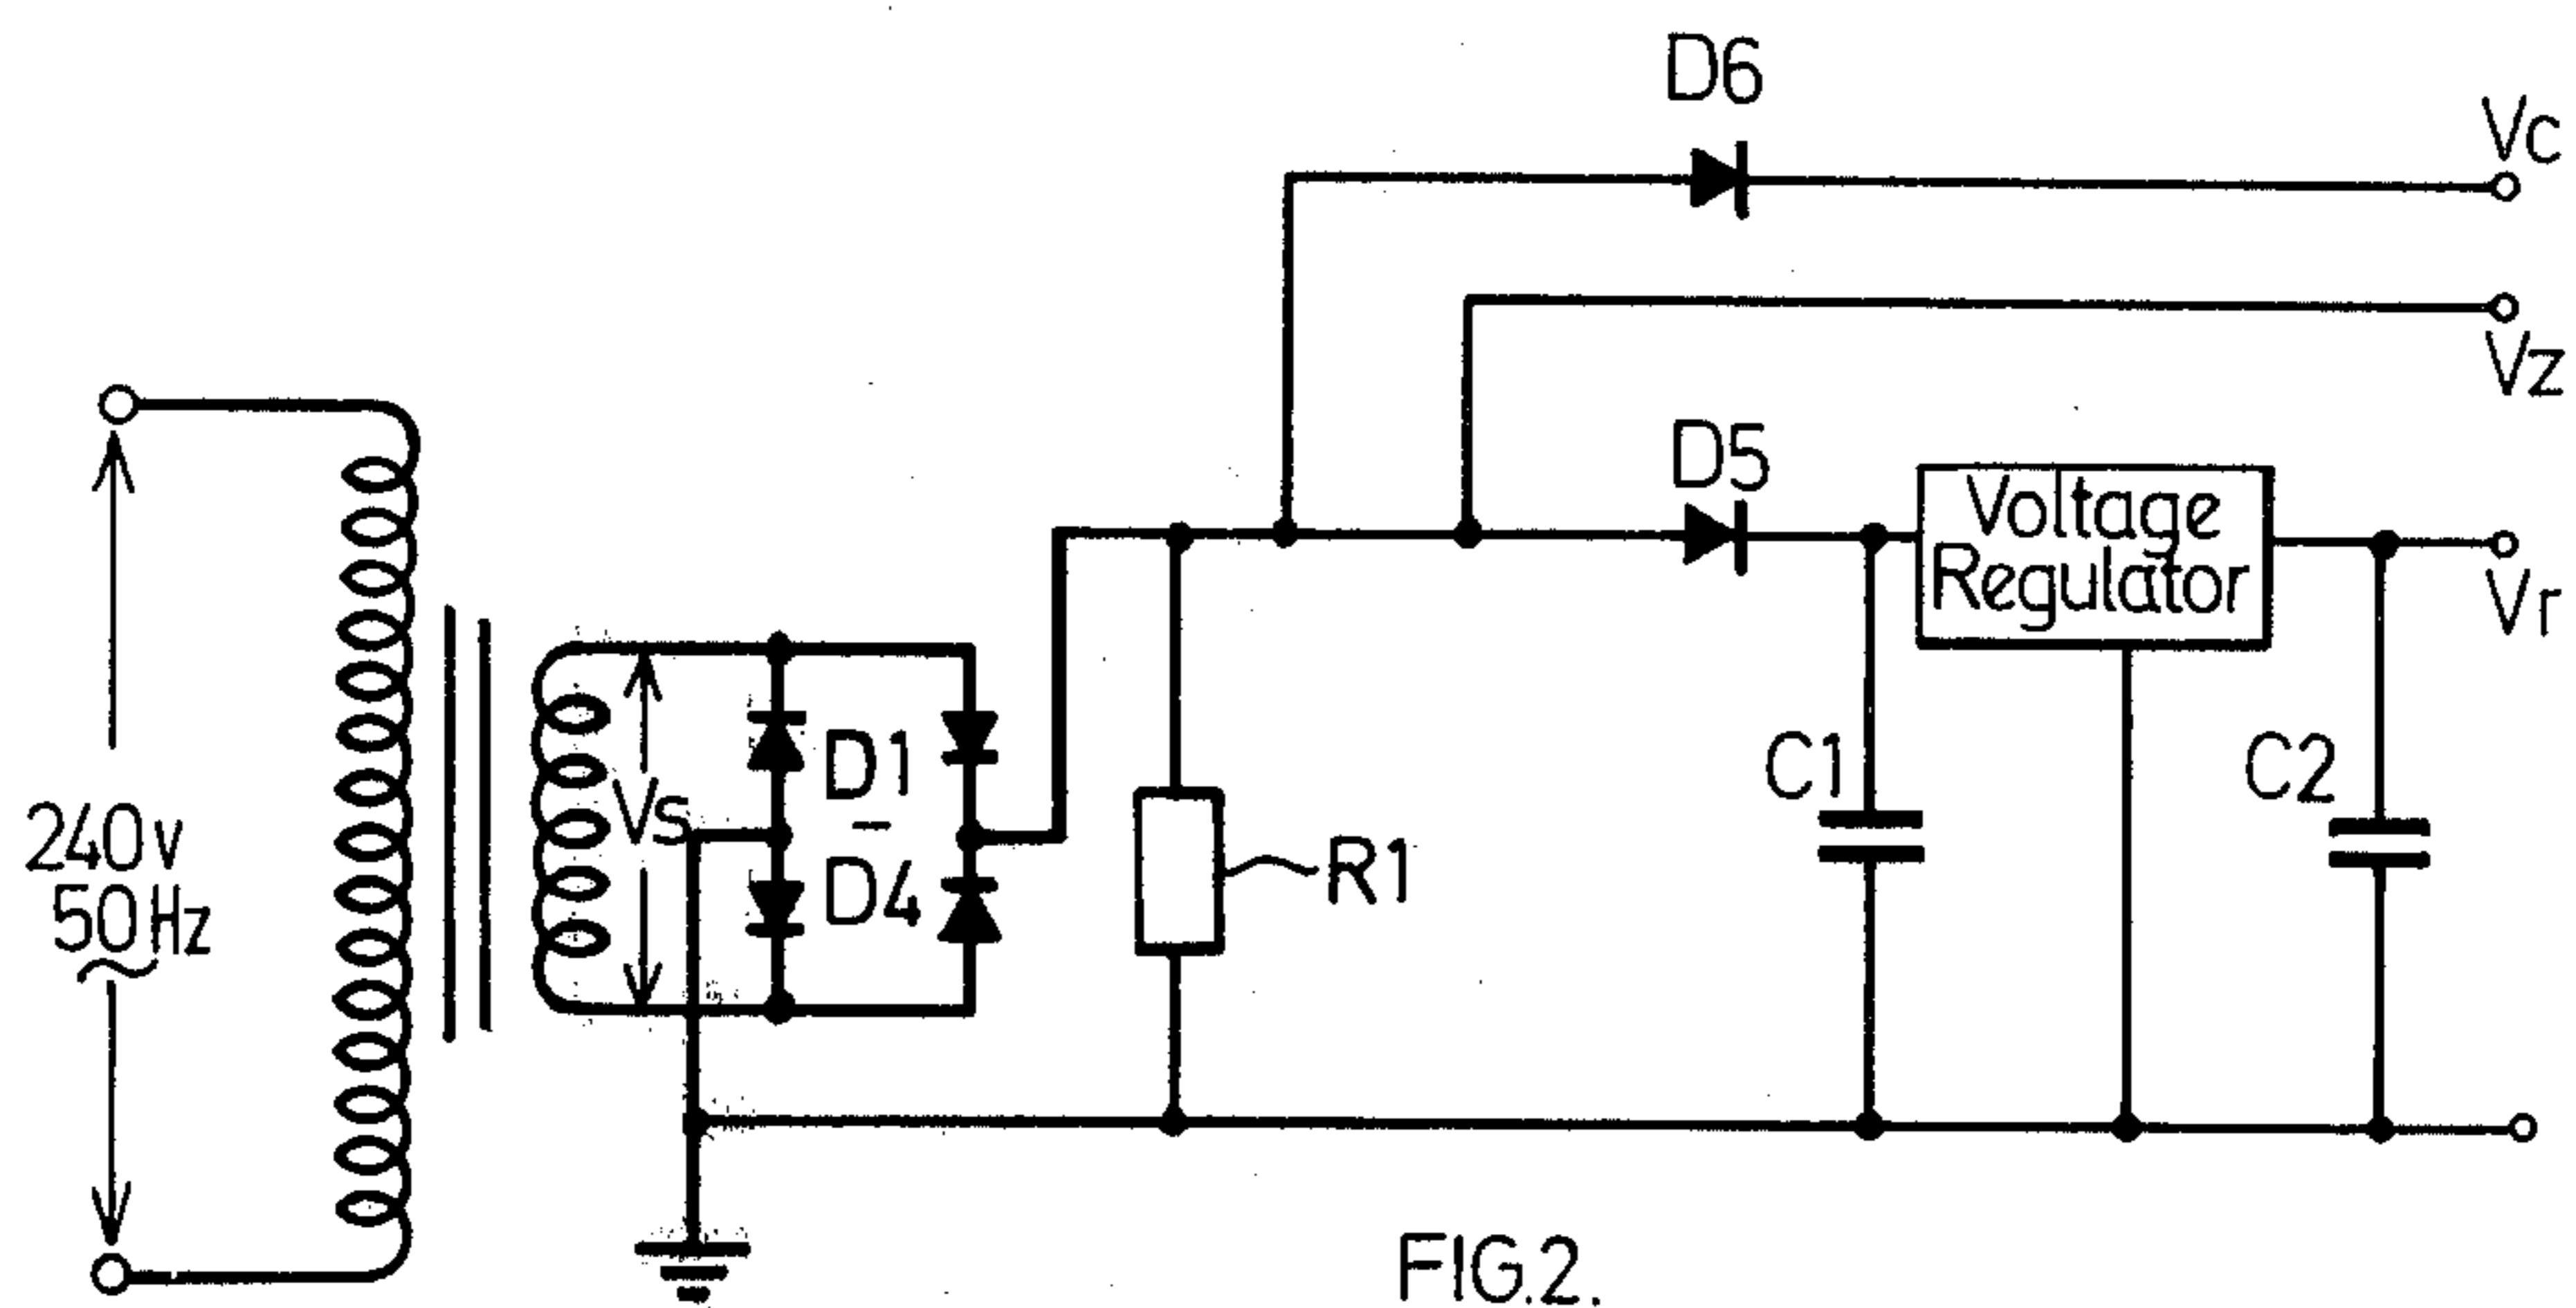 D6
Vc
Vz
D5
Voltage
Regulator
Vr
240v
50Hz
Vs
D1
-
D4
R1
C1
C2
FIG.2.